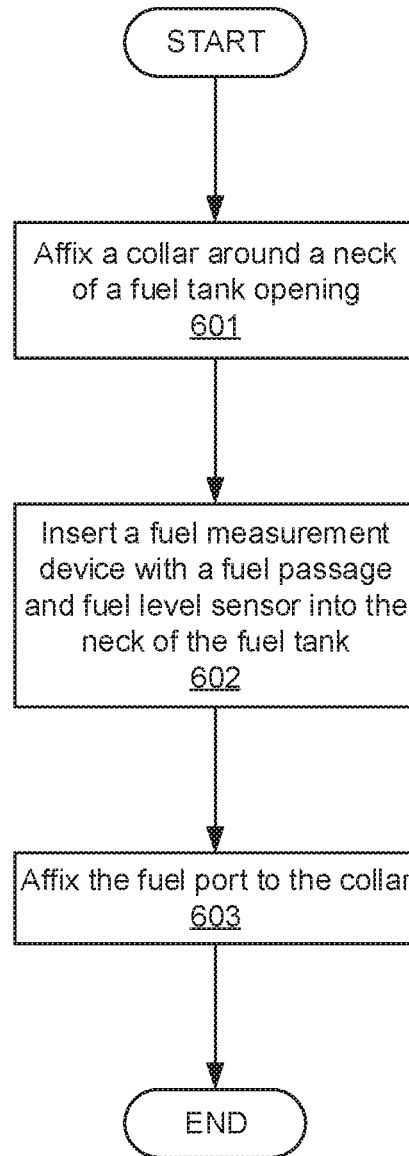 START
Affix a collar around a neck
of a fuel tank opening
601
Insert a fuel measurement
device with a fuel passage
and fuel level sensor into the
neck of the fuel tank
602
Affix the fuel port to the collar
603
END